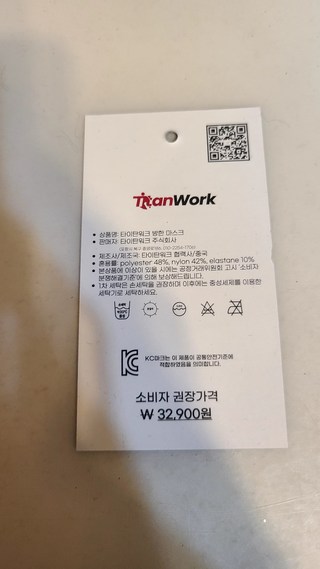 TitanWork
• 상품명: 타이탄워크 방한 마스크
• 판매자: 타이탄워크 주식회사
• 제조사/제조국: 타이탄워크 협력사/중국
• 혼용률: polyester 48%, nylon 42%, elastane 10%
• 본상품에 이상이 있을 시에는 공정거래위원회 고시 '소비자
분쟁해결기준'에 의해 보상해드립니다.
• 1차 세탁은 손세탁을 권장하며 이후에는 중성세제를 이용한
세탁기로 세탁하세요.
KC마크는 이 제품이 공통안전기준에
적합하였음을 의미합니다.
소비자 권장가격
₩ 32,900원